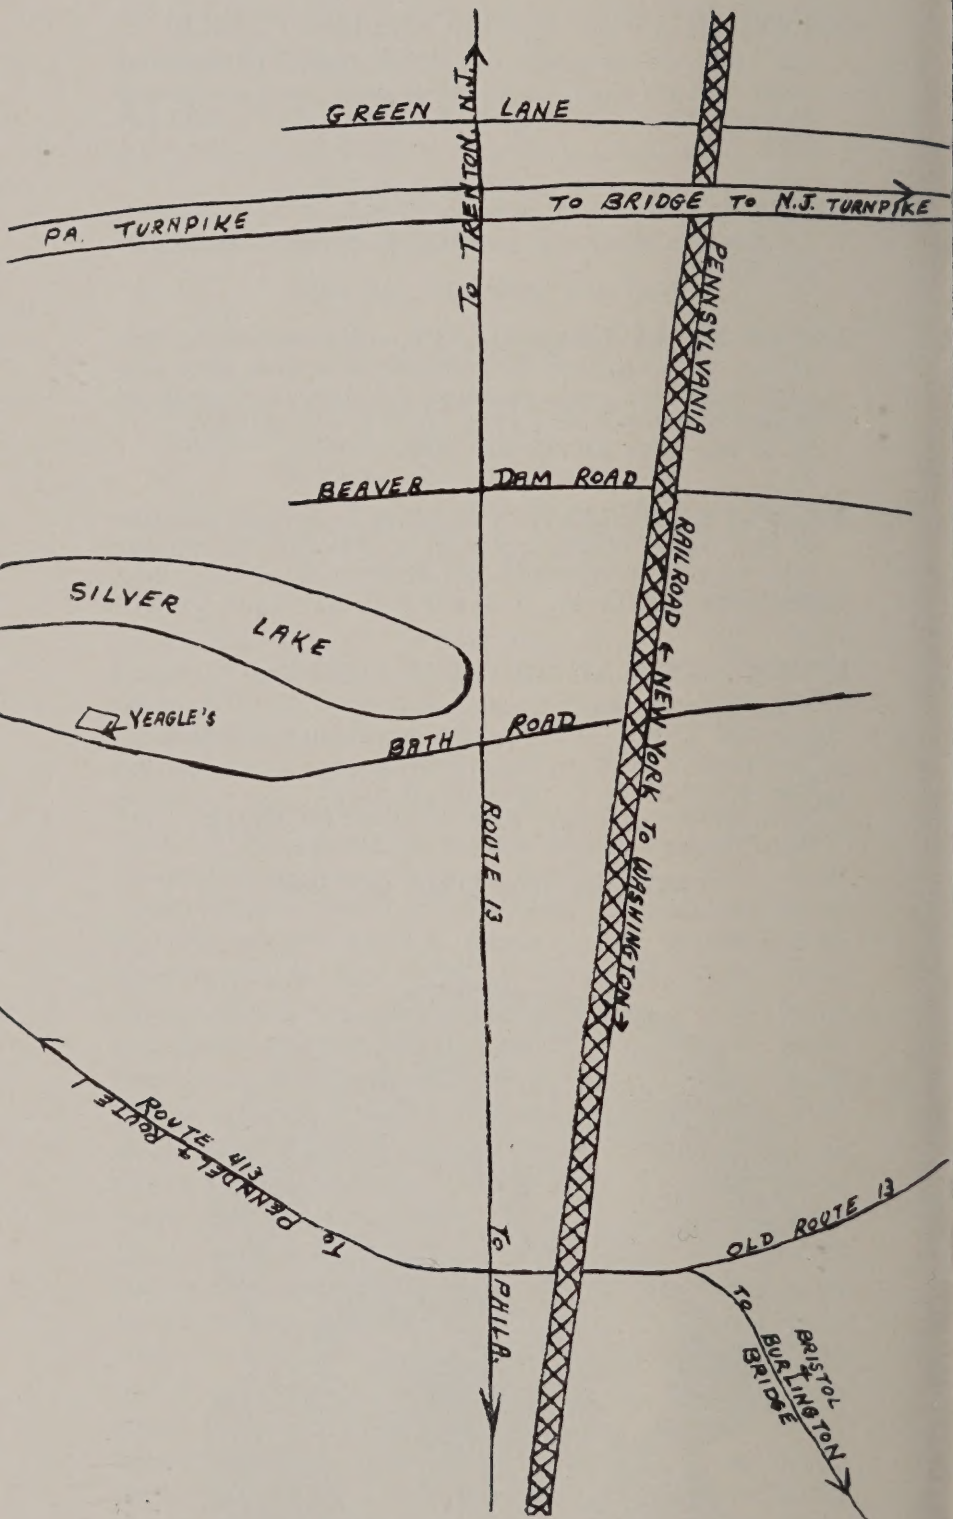 GREEN LANE
TO TRENTON. N.J.
PA. TURNPIKE
TO BRIDGE TO N.J. TURNPIKE
PENNSYLVANIA RAILROAD ← NEW YORK TO WASHINGTON →
BEAVER DAM ROAD
SILVER LAKE
YEAGLE'S
BATH ROAD
ROUTE 13
ROUTE 413
TO PENNDEL & ROUTE 1
TO PHILA.
OLD ROUTE 13
TO BRISTOL &
BURLINGTON
BRIDGE